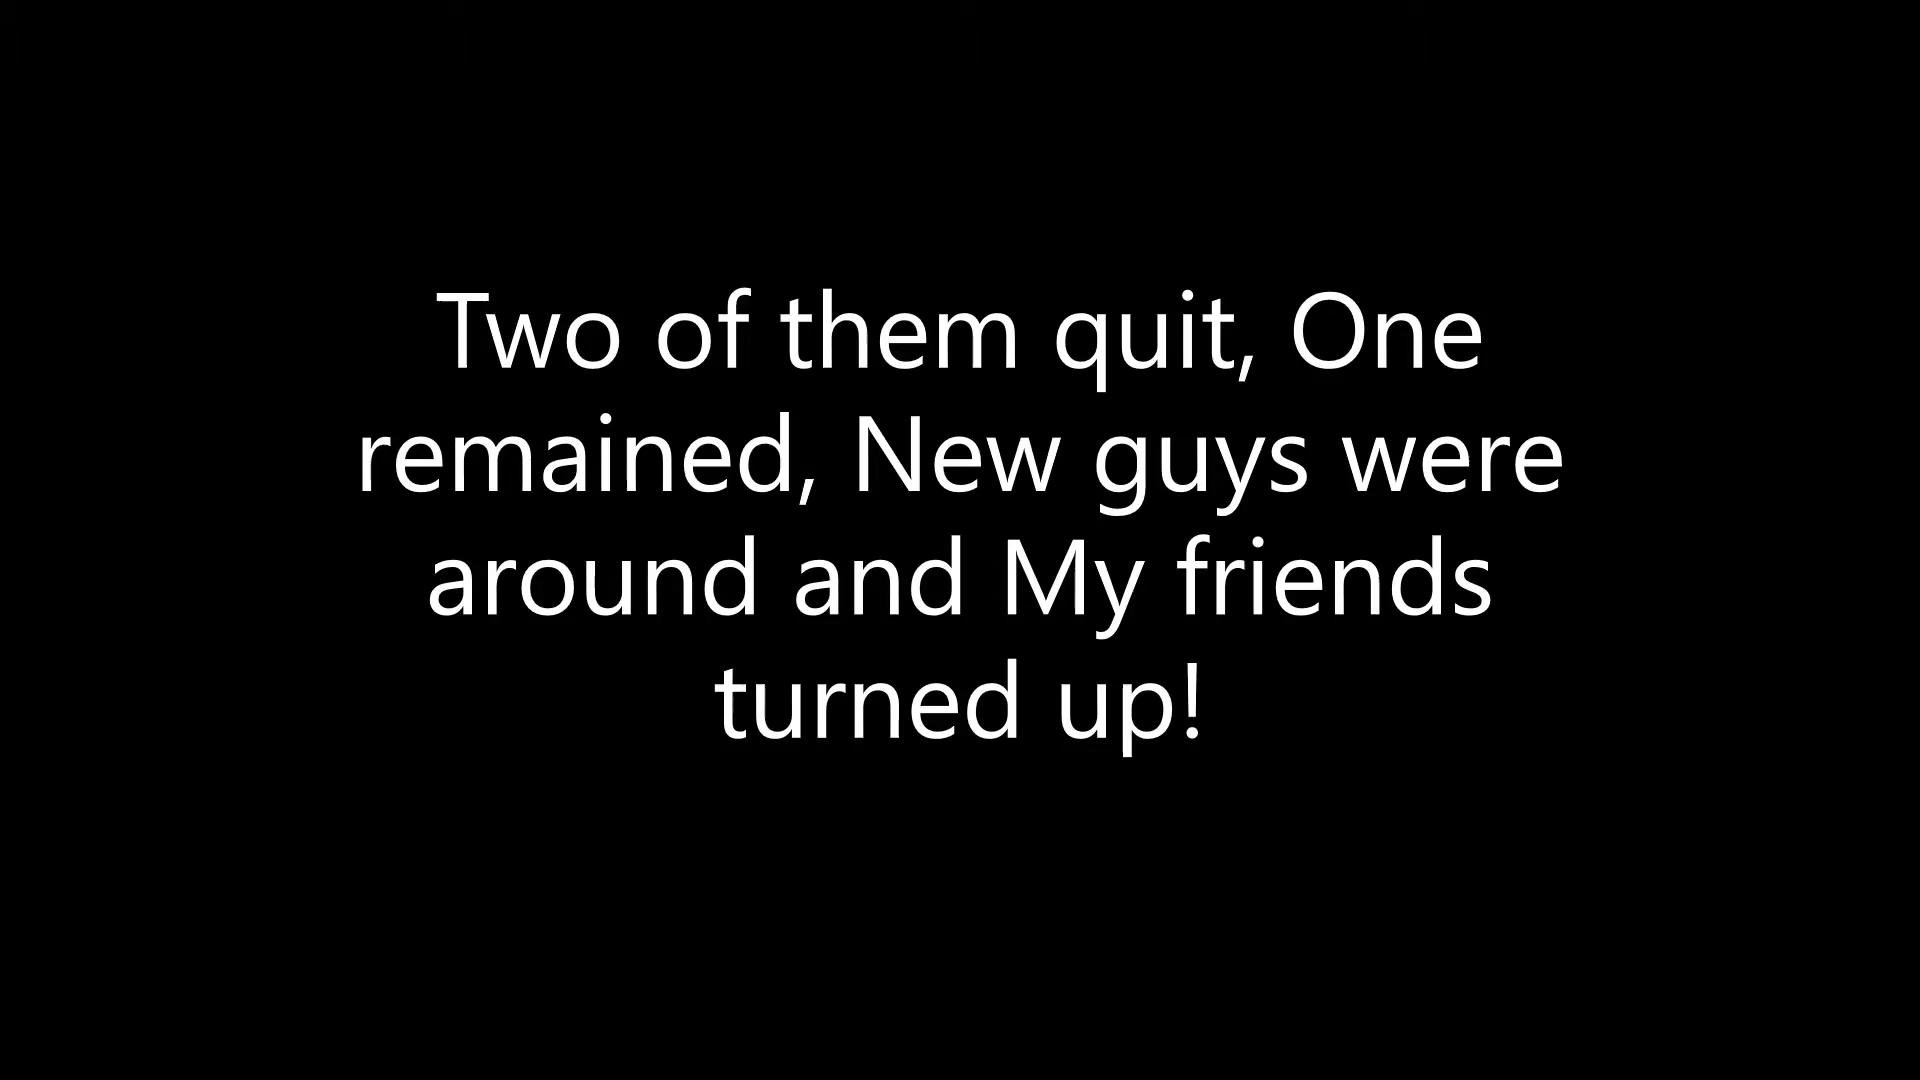 Two of them quit, One
remained, New guys were
around and My friends
turned up!